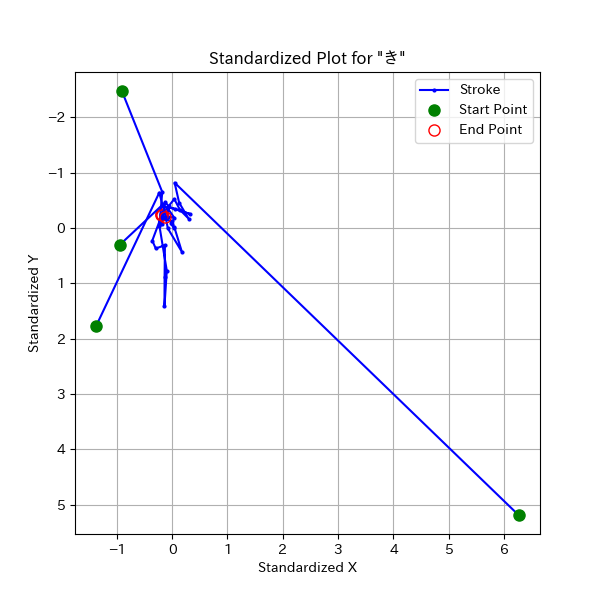 Standardized Plot for "き"
Stroke
Start Point
End Point
Standardized Y
−2
−1
0
1
2
3
4
5
−1 0 1 2 3 4 5 6
Standardized X